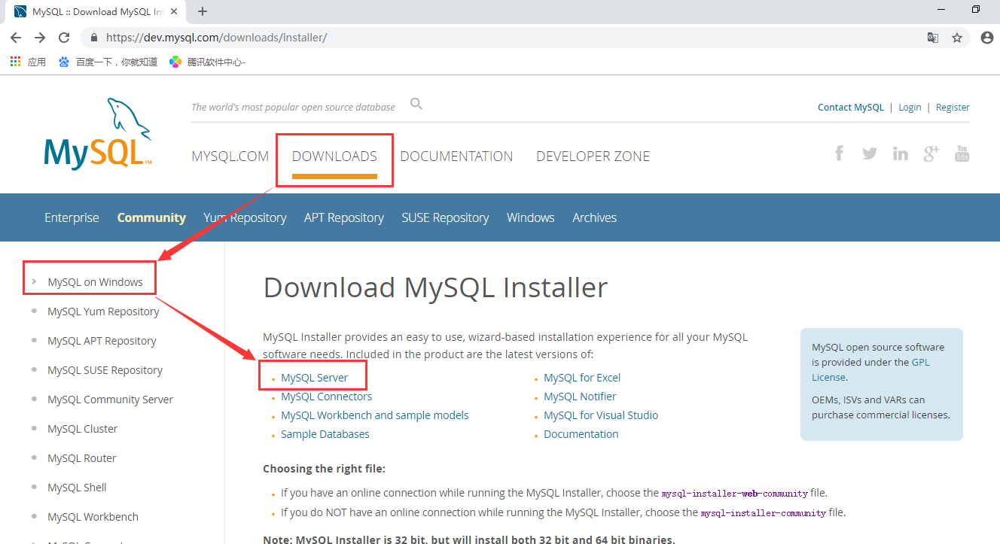 MySQL :: Download MySQL In
https://dev.mysql.com/downloads/installer/
应用 百度一下，你就知道 腾讯软件中心-
The world's most popular open source database
Contact MySQL | Login | Register
MySQL™
MYSQL.COM DOWNLOADS DOCUMENTATION DEVELOPER ZONE
f in g+ You Tube
Enterprise Community Yum Repository APT Repository SUSE Repository Windows Archives
MySQL on Windows
MySQL Yum Repository
MySQL APT Repository
MySQL SUSE Repository
MySQL Community Server
MySQL Cluster
MySQL Router
MySQL Shell
MySQL Workbench
Download MySQL Installer
MySQL Installer provides an easy to use, wizard-based installation experience for all your MySQL
software needs. Included in the product are the latest versions of:
MySQL Server
MySQL Connectors
MySQL Workbench and sample models
Sample Databases
MySQL for Excel
MySQL Notifier
MySQL for Visual Studio
Documentation
Choosing the right file:
If you have an online connection while running the MySQL Installer, choose the mysql-installer-web-community file.
If you do NOT have an online connection while running the MySQL Installer, choose the mysql-installer-community file.
Note: MySQL Installer is 32 bit, but will install both 32 bit and 64 bit binaries.
MySQL open source software
is provided under the GPL
License.
OEMs, ISVs and VARs can
purchase commercial licenses.